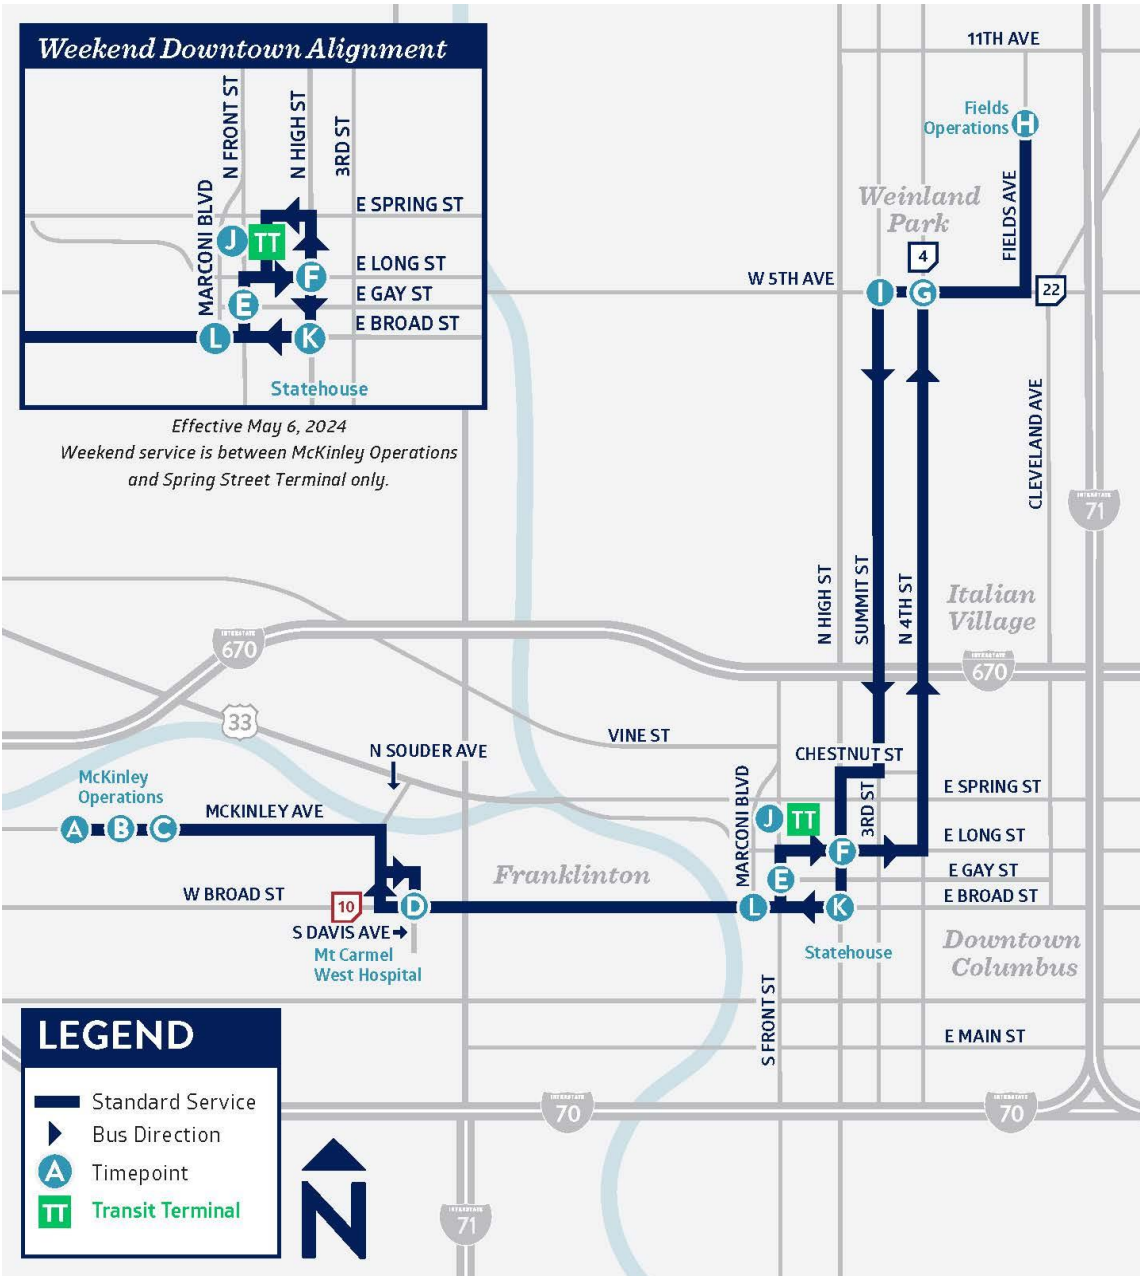 Weekend Downtown Alignment
N FRONT ST
N HIGH ST
3RD ST
MARCONI BLVD
E SPRING ST
J
TT
E LONG ST
F
E GAY ST
E
E BROAD ST
L
K
Statehouse
Effective May 6, 2024
Weekend service is between McKinley Operations
and Spring Street Terminal only.
11TH AVE
Fields
Operations
H
Weinland
Park
FIELDS AVE
4
W 5TH AVE
I
G
22
CLEVELAND AVE
INTERSTATE
71
N HIGH ST
SUMMIT ST
N 4TH ST
Italian
Village
INTERSTATE
670
INTERSTATE
670
33
VINE ST
N SOUDER AVE
CHESTNUT ST
McKinley
Operations
MCKINLEY AVE
A
B
C
MARCONI BLVD
J
TT
3RD ST
E SPRING ST
E LONG ST
F
E GAY ST
E
E BROAD ST
Franklinton
W BROAD ST
10
D
L
K
S DAVIS AVE
Mt Carmel
West Hospital
Statehouse
Downtown
Columbus
S FRONT ST
E MAIN ST
INTERSTATE
70
INTERSTATE
70
INTERSTATE
71
LEGEND
Standard Service
Bus Direction
A
Timepoint
TT
Transit Terminal
N